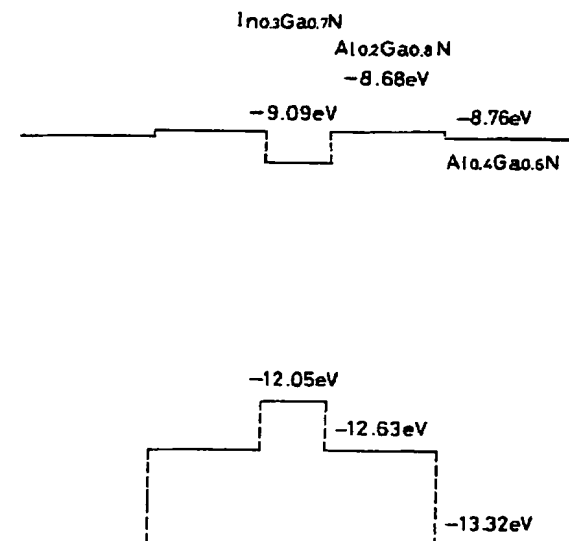 In0.3Ga0.7N
Al0.2Ga0.8N
-8.68eV
-9.09eV
-8.76eV
Al0.4Ga0.6N
-12.05eV
-12.63eV
-13.32eV